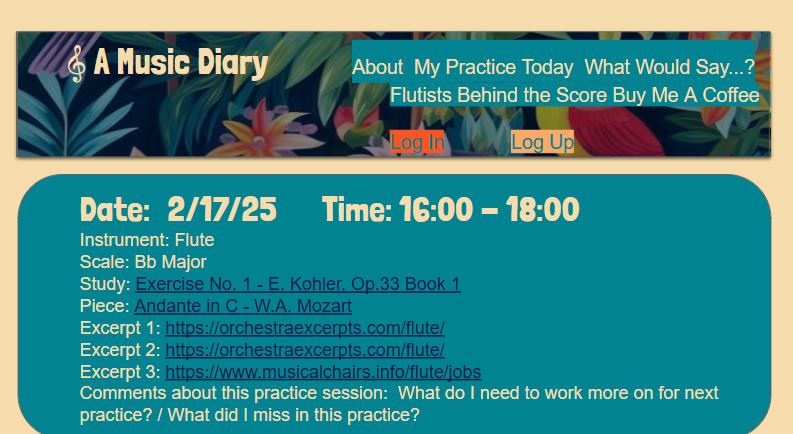 A Music Diary
About My Practice Today What Would Say...?
Flutists Behind the Score Buy Me A Coffee
Log In Log Up
Date: 2/17/25 Time: 16:00 – 18:00
Instrument: Flute
Scale: Bb Major
Study: Exercise No. 1 - E. Kohler, Op.33 Book 1
Piece: Andante in C - W.A. Mozart
Excerpt 1: https://orchestraexcerpts.com/flute/
Excerpt 2: https://orchestraexcerpts.com/flute/
Excerpt 3: https://www.musicalchairs.info/flute/jobs
Comments about this practice session: What do I need to work more on for next
practice? / What did I miss in this practice?